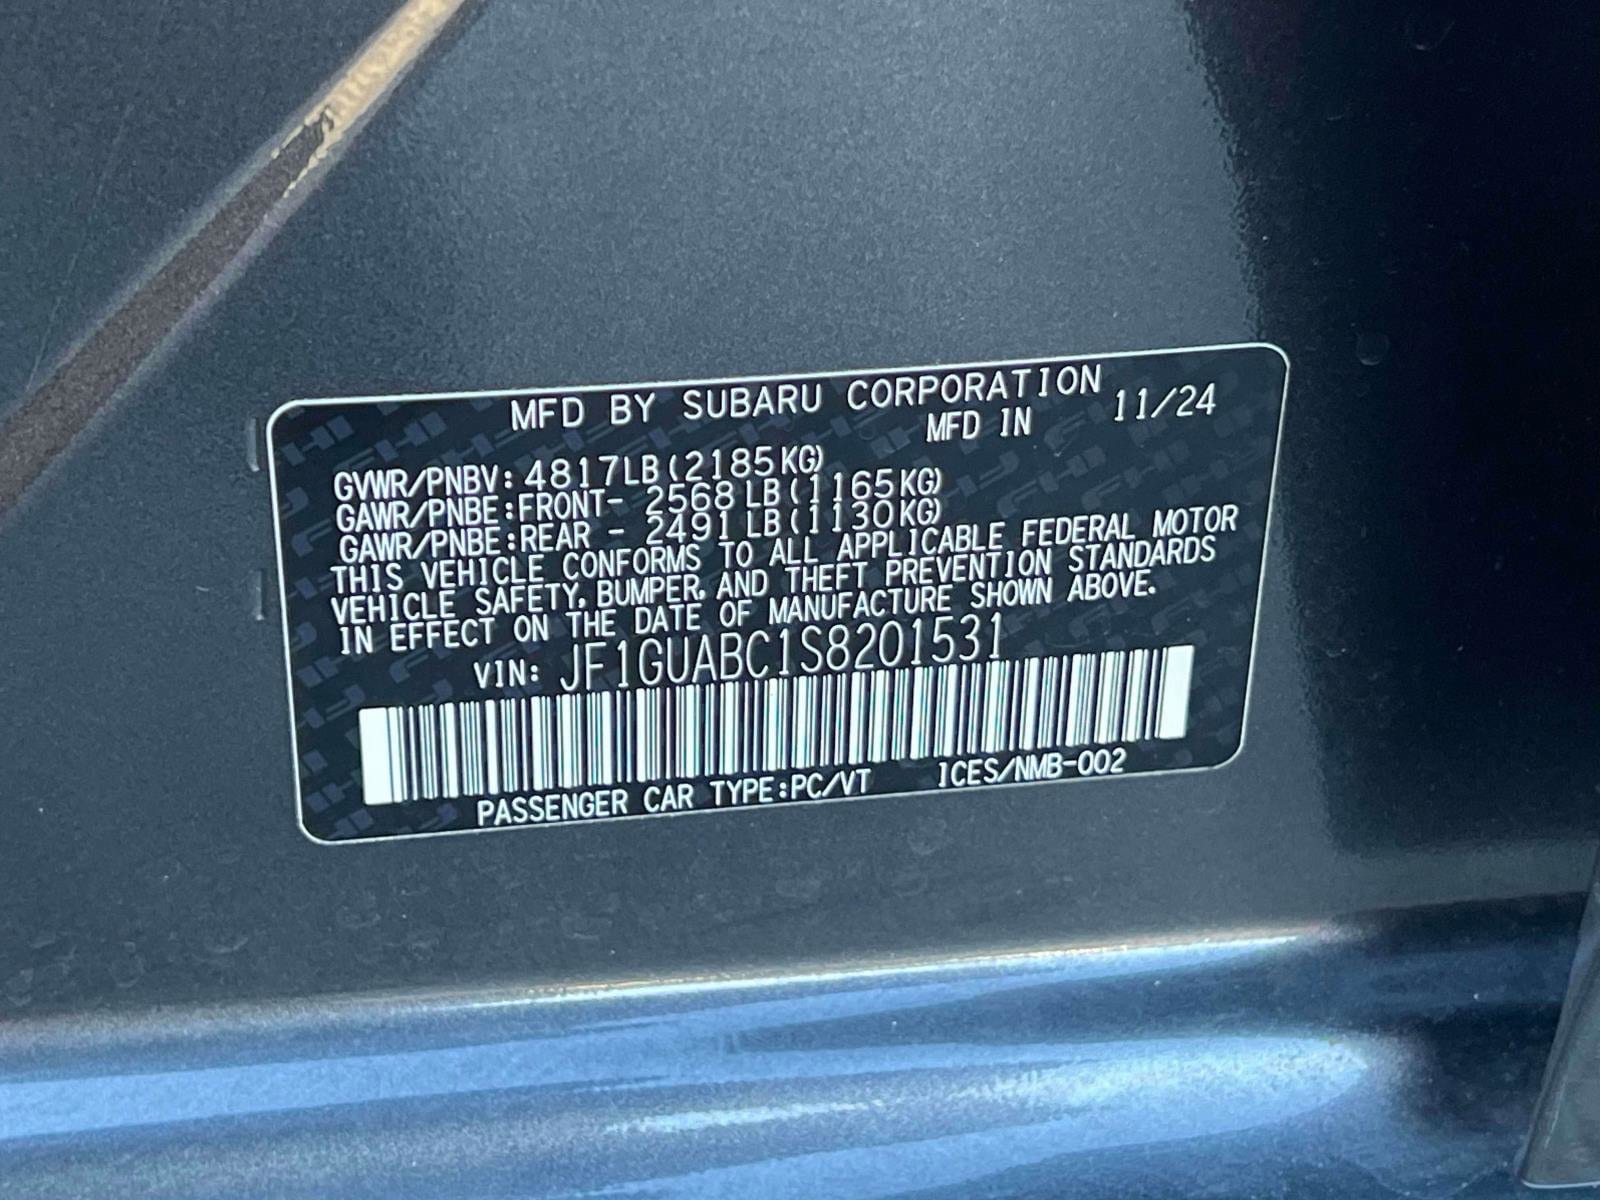 MFD BY SUBARU CORPORATION
MFD IN 11/24
GVWR/PNBV: 4817LB(2185KG)
GAWR/PNBE:FRONT- 2568LB(1165KG)
GAWR/PNBE:REAR - 2491LB(1130KG)
THIS VEHICLE CONFORMS TO ALL APPLICABLE FEDERAL MOTOR
VEHICLE SAFETY, BUMPER, AND THEFT PREVENTION STANDARDS
IN EFFECT ON THE DATE OF MANUFACTURE SHOWN ABOVE.
VIN: JF1GUABC1S8201531
PASSENGER CAR TYPE:PC/VT ICES/NMB-002